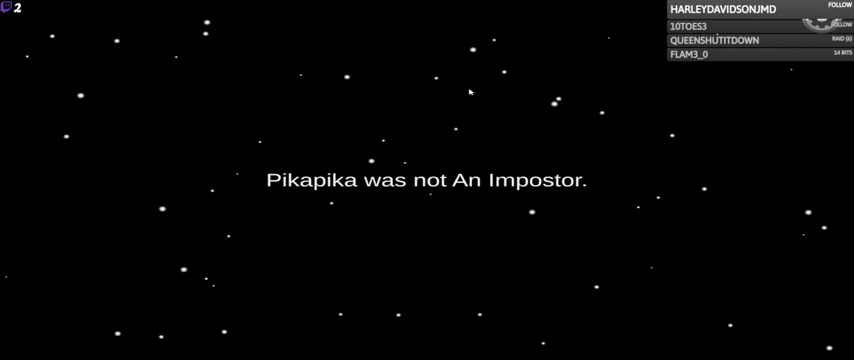 2
HARLEYDAVIDSONJMD FOLLOW
10TOES3 FOLLOW
QUEENSHUTITDOWN RAID (6)
FLAM3_0 14 BITS
Pikapika was not An Impostor.